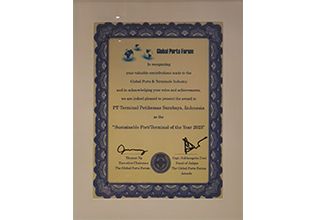 Global Ports Forum
In recognizing
your valuable contributions made to the
Global Ports & Terminals Industry
and in acknowledging your votes and achievements,
we are indeed pleased to present the award to
PT Terminal Petikemas Surabaya, Indonesia
as the
"Sustainable Port/Terminal of the Year 2023"
Executive Chairman
The Global Ports Forum
Panel of Judges
The Global Ports Forum
Awards